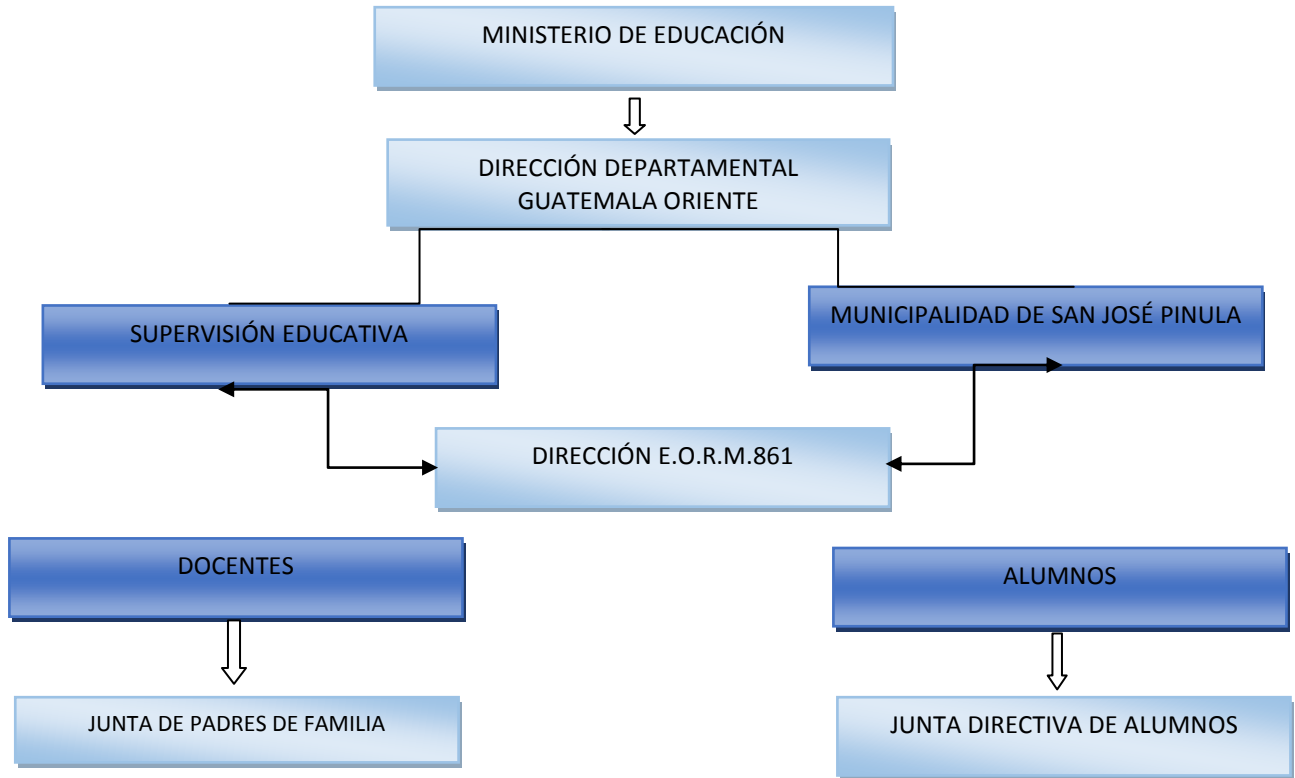 MINISTERIO DE EDUCACIÓN
DIRECCIÓN DEPARTAMENTAL
GUATEMALA ORIENTE
SUPERVISIÓN EDUCATIVA
MUNICIPALIDAD DE SAN JOSÉ PINULA
DIRECCIÓN E.O.R.M.861
DOCENTES
ALUMNOS
JUNTA DE PADRES DE FAMILIA
JUNTA DIRECTIVA DE ALUMNOS